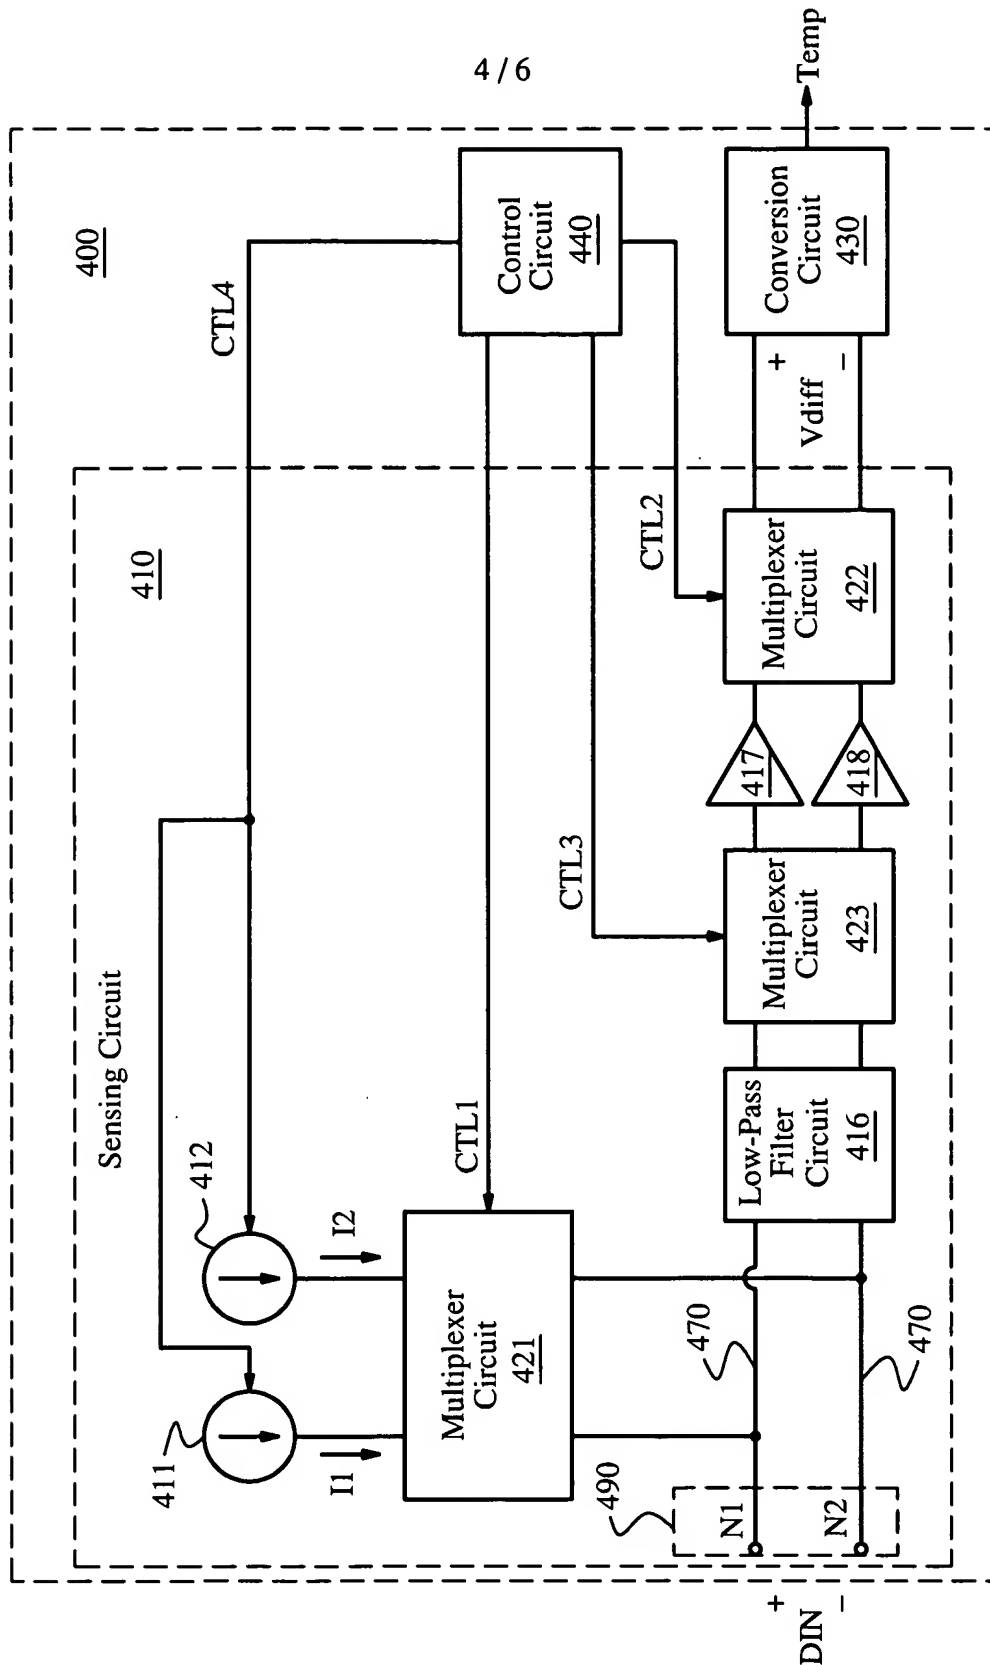 4 / 6
400
Sensing Circuit
410
CTL4
411
412
I1
I2
Multiplexer
Circuit
421
CTL1
Control
Circuit
440
CTL3
CTL2
490
470
470
N1
N2
+
DIN
−
Low-Pass
Filter
Circuit
416
Multiplexer
Circuit
423
417
418
Multiplexer
Circuit
422
+
Vdiff
−
Conversion
Circuit
430
Temp